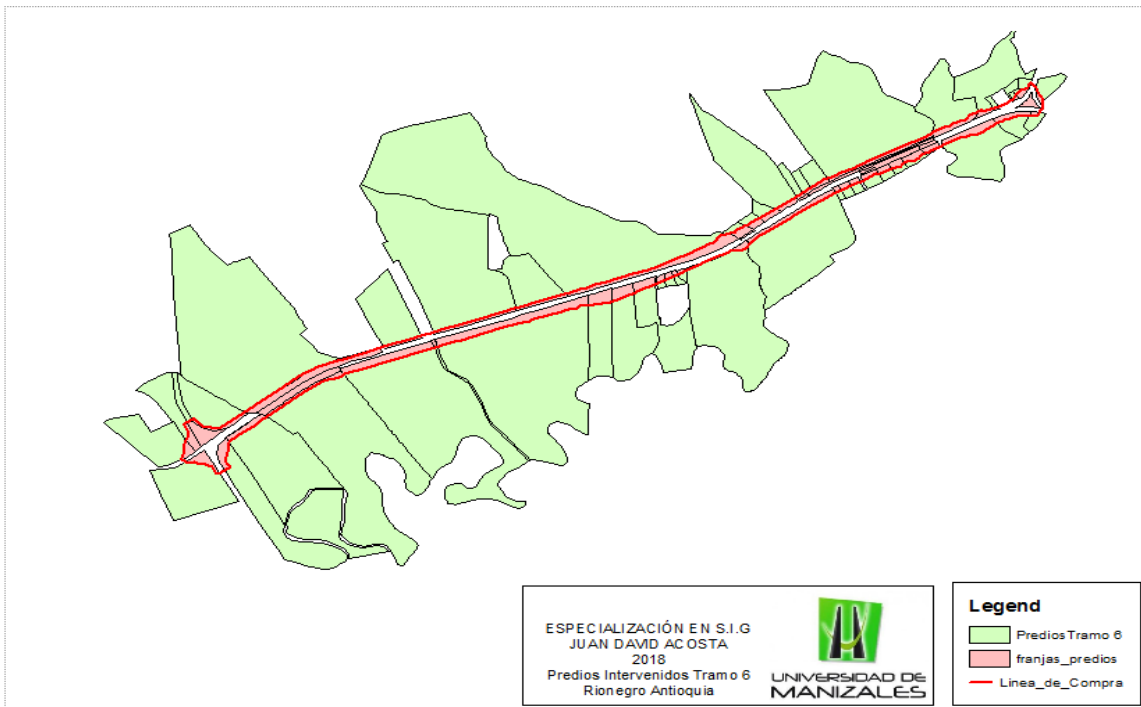 ESPECIALIZACIÓN EN S.I.G
JUAN DAVID ACOSTA
2018
Predios Intervenidos Tramo 6
Rionegro Antioquia
UNIVERSIDAD DE
MANIZALES
Legend
Predios Tramo 6
franjas_predios
Linea_de_Compra